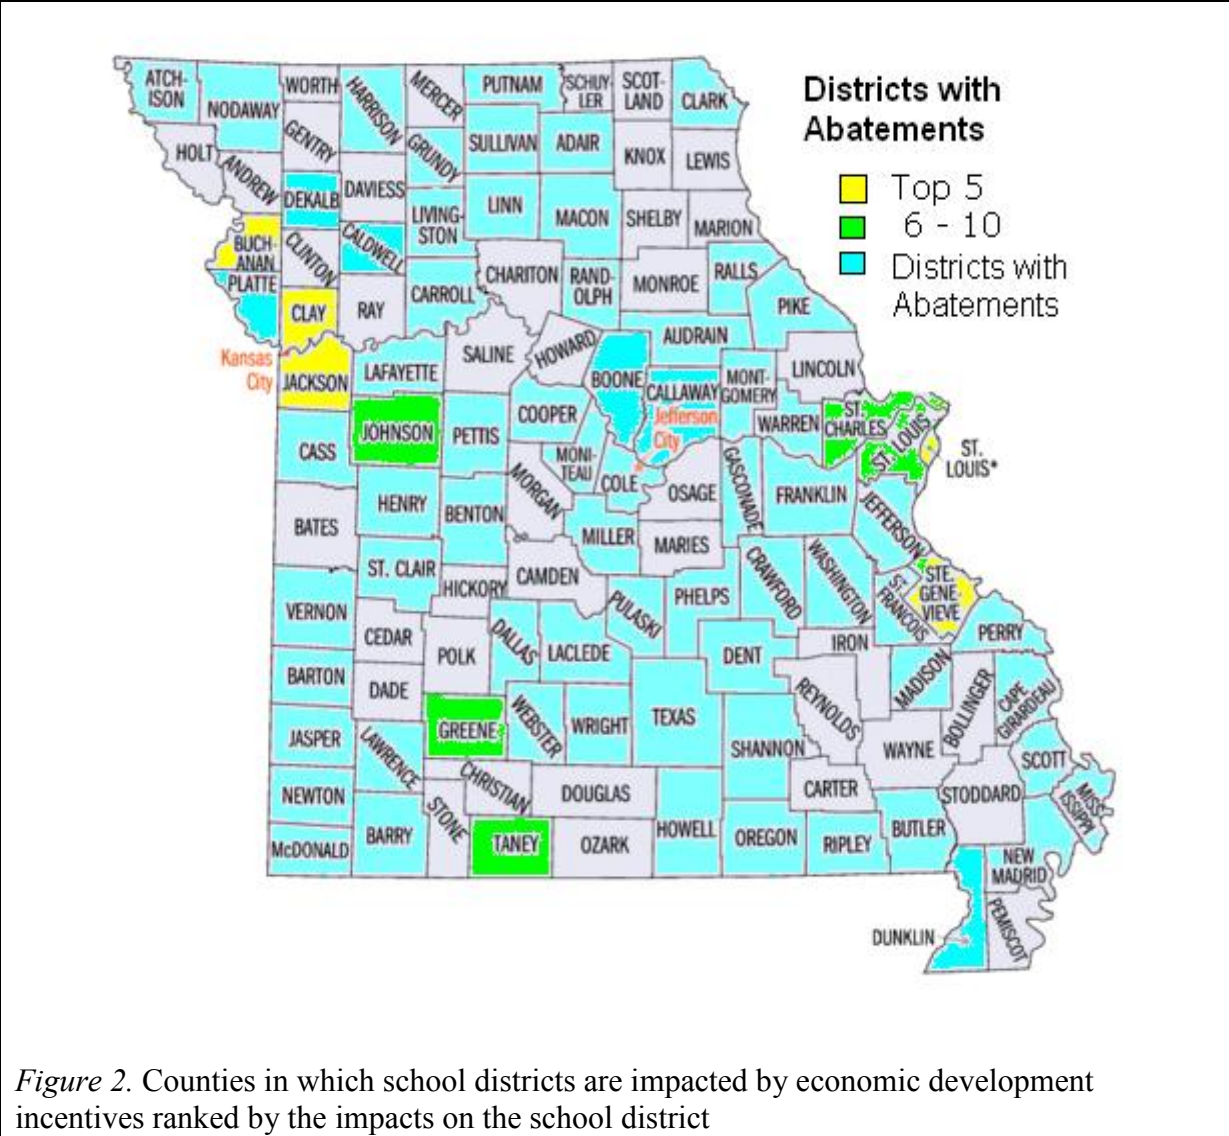 Districts with
Abatements
Top 5
6 - 10
Districts with
Abatements
ATCH-
ISON
NODAWAY
WORTH
HARRISON
MERCER
PUTNAM
SCHUY-
LER
SCOT-
LAND
CLARK
HOLT
ANDREW
GENTRY
GRUNDY
SULLIVAN
ADAIR
KNOX
LEWIS
DEKALB
DAVIESS
LIVING-
STON
LINN
MACON
SHELBY
MARION
BUCH-
ANAN
CLINTON
CALDWELL
PLATTE
CLAY
RAY
CARROLL
CHARITON
RAND-
OLPH
MONROE
RALLS
PIKE
Kansas
City
JACKSON
LAFAYETTE
SALINE
HOWARD
BOONE
AUDRAIN
CALLAWAY
MONT-
GOMERY
LINCOLN
Jefferson
City
WARREN
ST.
CHARLES
ST. LOUIS
ST.
LOUIS*
CASS
JOHNSON
PETTIS
COOPER
MONI-
TEAU
COLE
OSAGE
GASCONADE
FRANKLIN
JEFFERSON
BATES
HENRY
BENTON
MORGAN
MILLER
MARIES
CRAWFORD
WASHINGTON
ST.
FRANCOIS
STE.
GENE-
VIEVE
VERNON
ST. CLAIR
HICKORY
CAMDEN
PULASKI
PHELPS
PERRY
CEDAR
POLK
DALLAS
LACLEDE
DENT
IRON
MADISON
BOLLINGER
CAPE
GIRARDEAU
BARTON
DADE
GREENE
WEBSTER
WRIGHT
TEXAS
SHANNON
REYNOLDS
WAYNE
SCOTT
JASPER
LAWRENCE
CHRISTIAN
DOUGLAS
CARTER
STODDARD
MISS-
ISSIPPI
NEWTON
McDONALD
BARRY
STONE
TANEY
OZARK
HOWELL
OREGON
RIPLEY
BUTLER
NEW
MADRID
DUNKLIN
PEMISCOT
Figure 2. Counties in which school districts are impacted by economic development
incentives ranked by the impacts on the school district